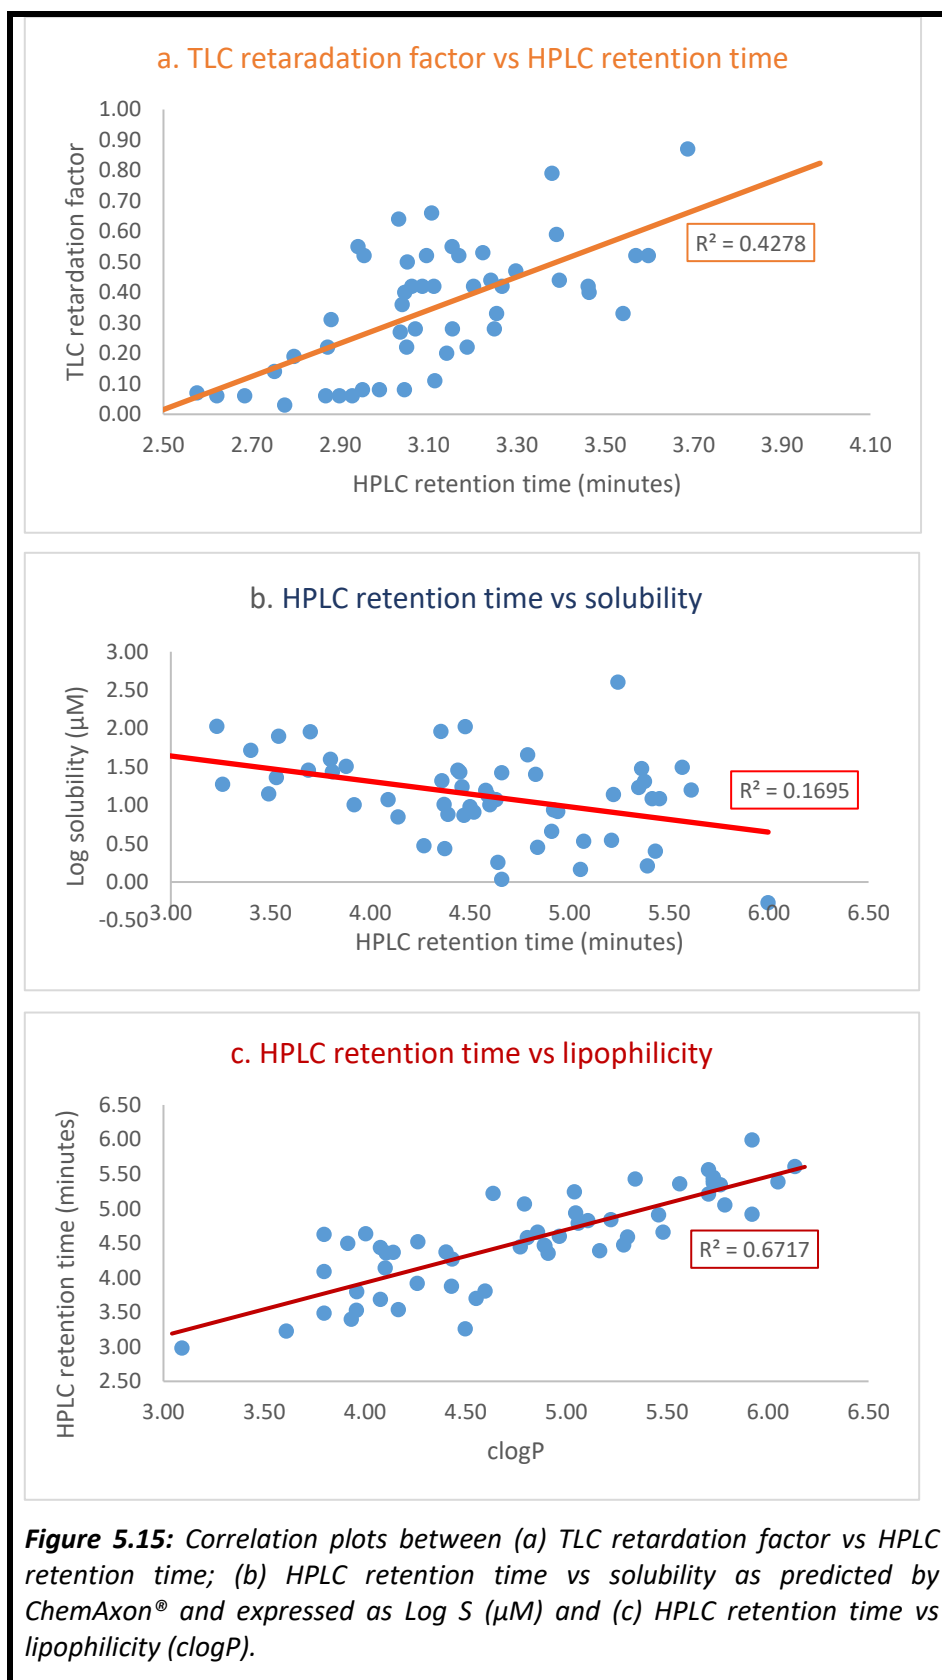 a. TLC retaradation factor vs HPLC retention time
TLC retardation factor
1.00
0.90
0.80
0.70
0.60
0.50
0.40
0.30
0.20
0.10
0.00
R² = 0.4278
2.50 2.70 2.90 3.10 3.30 3.50 3.70 3.90 4.10
HPLC retention time (minutes)
b. HPLC retention time vs solubility
Log solubility (µM)
3.00
2.50
2.00
1.50
1.00
0.50
0.00
-0.50
R² = 0.1695
3.00 3.50 4.00 4.50 5.00 5.50 6.00 6.50
HPLC retention time (minutes)
c. HPLC retention time vs lipophilicity
HPLC retention time (minutes)
6.50
6.00
5.50
5.00
4.50
4.00
3.50
3.00
2.50
R² = 0.6717
3.00 3.50 4.00 4.50 5.00 5.50 6.00 6.50
clogP
Figure 5.15: Correlation plots between (a) TLC retardation factor vs HPLC
retention time; (b) HPLC retention time vs solubility as predicted by
ChemAxon® and expressed as Log S (µM) and (c) HPLC retention time vs
lipophilicity (clogP).